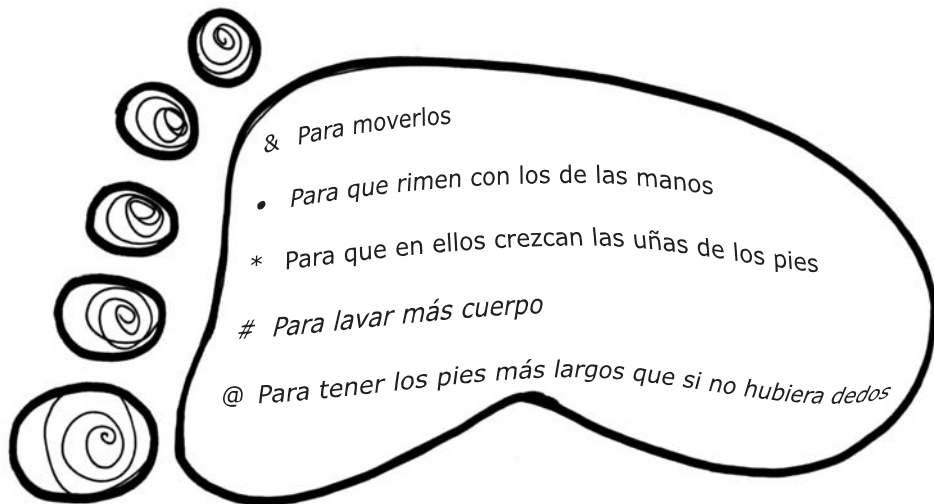 & Para moverlos
• Para que rimen con los de las manos
* Para que en ellos crezcan las uñas de los pies
# Para lavar más cuerpo
@ Para tener los pies más largos que si no hubiera dedos